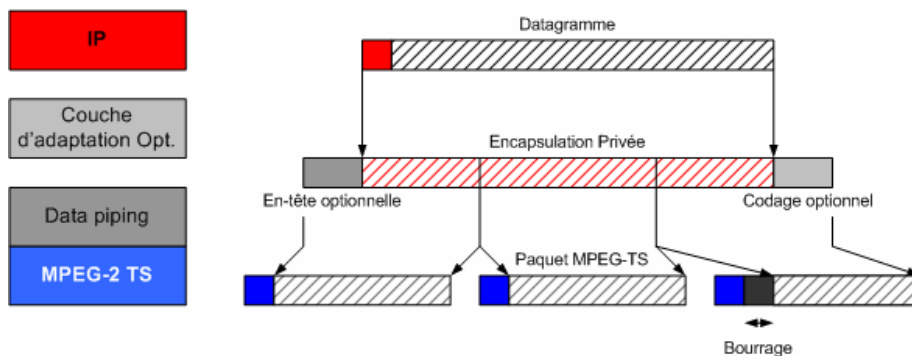 IP
Couche
d'adaptation Opt.
Data piping
MPEG-2 TS
Datagramme
Encapsulation Privée
En-tête optionnelle
Codage optionnel
Paquet MPEG-TS
Bourrage